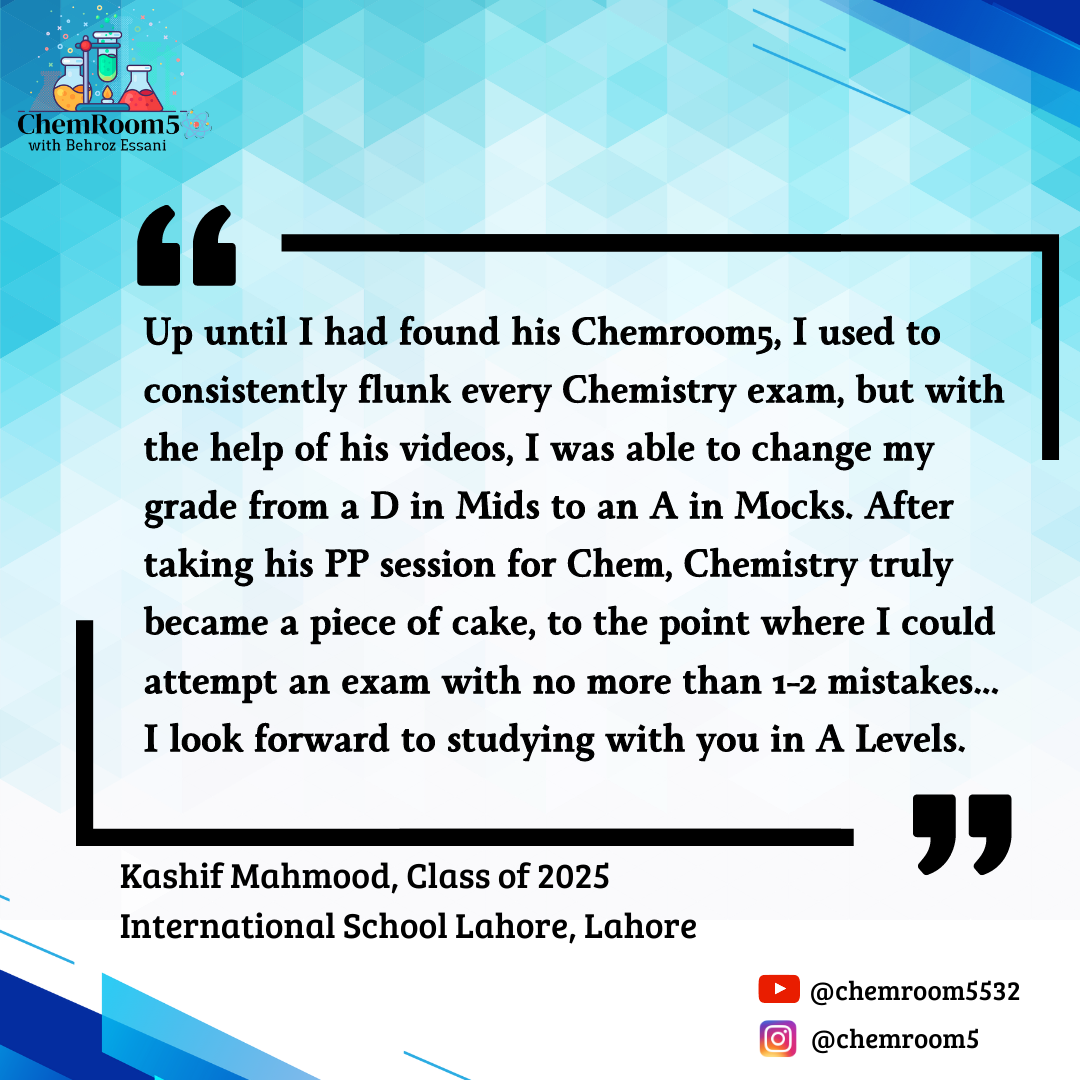 ChemRoom5
with Behroz Essani
“
Up until I had found his Chemroom5, I used to
consistently flunk every Chemistry exam, but with
the help of his videos, I was able to change my
grade from a D in Mids to an A in Mocks. After
taking his PP session for Chem, Chemistry truly
became a piece of cake, to the point where I could
attempt an exam with no more than 1-2 mistakes...
I look forward to studying with you in A Levels.
”
Kashif Mahmood, Class of 2025
International School Lahore, Lahore
@chemroom5532
@chemroom5